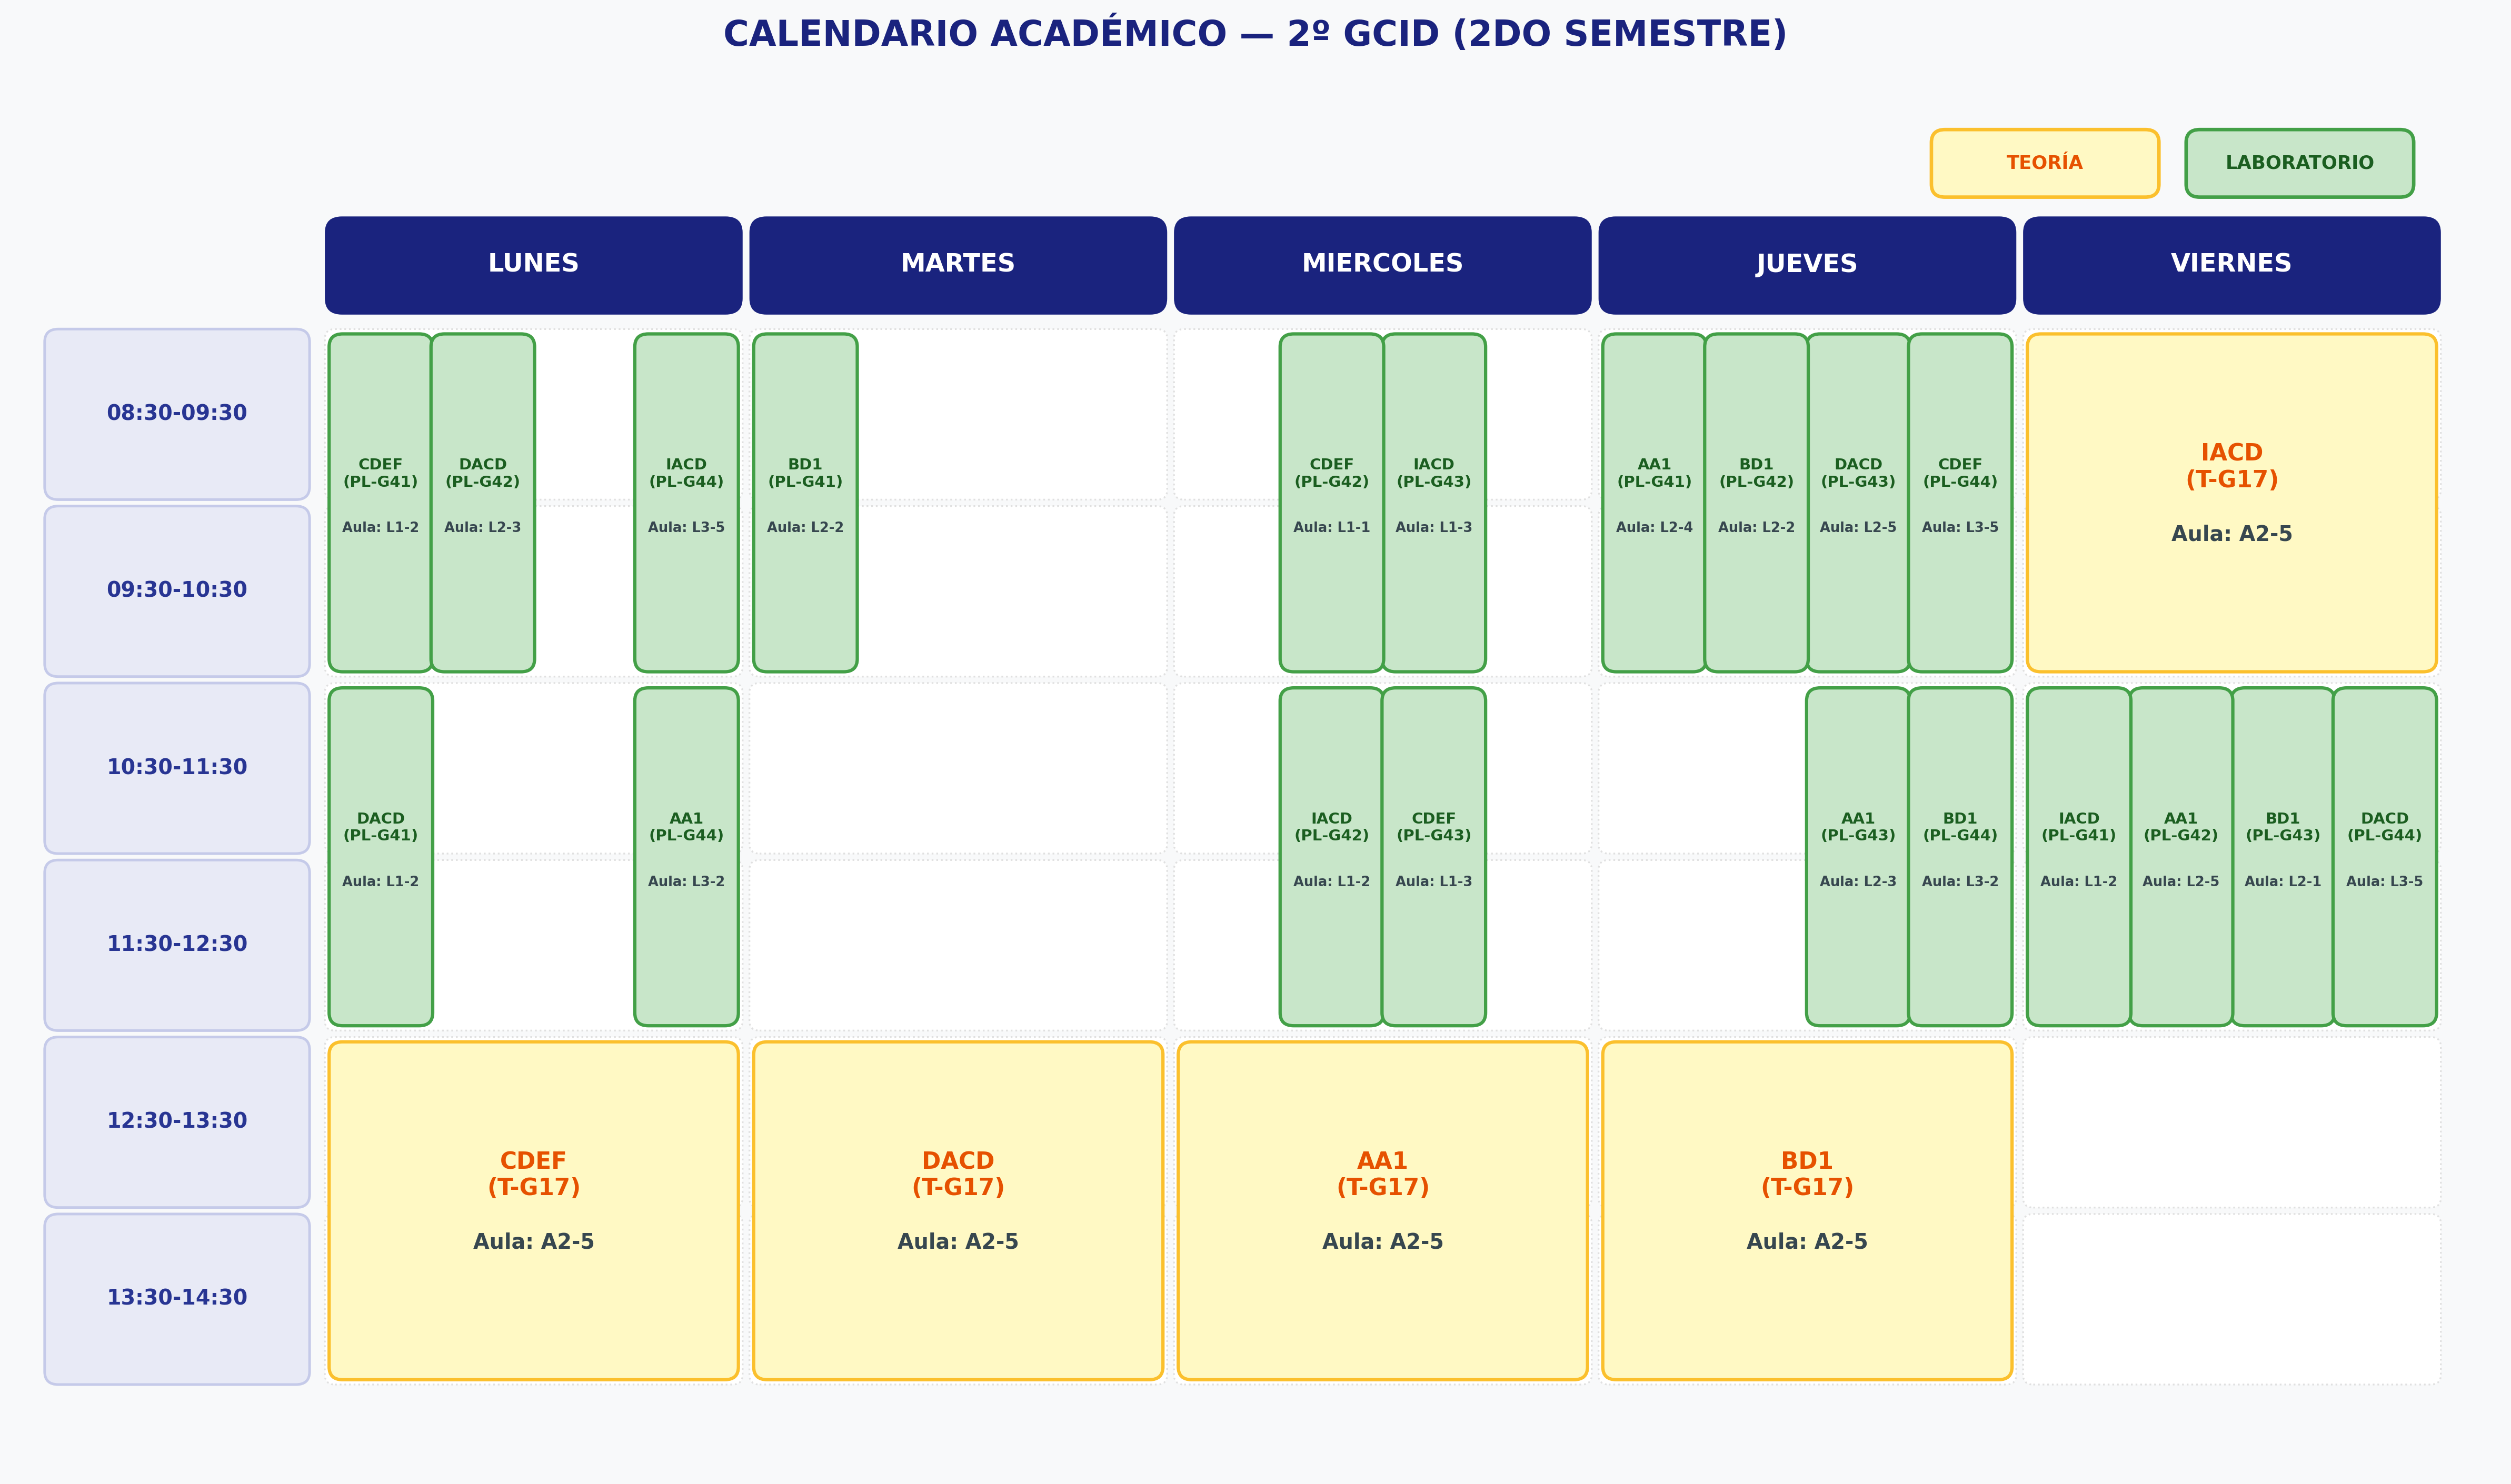 CALENDARIO ACADÉMICO — 2º GCID (2DO SEMESTRE)
TEORÍA
LABORATORIO
LUNES
MARTES
MIERCOLES
JUEVES
VIERNES
08:30-09:30
09:30-10:30
CDEF
(PL-G41)
Aula: L1-2
DACD
(PL-G42)
Aula: L2-3
IACD
(PL-G44)
Aula: L3-5
BD1
(PL-G41)
Aula: L2-2
CDEF
(PL-G42)
Aula: L1-1
IACD
(PL-G43)
Aula: L1-3
AA1
(PL-G41)
Aula: L2-4
BD1
(PL-G42)
Aula: L2-2
DACD
(PL-G43)
Aula: L2-5
CDEF
(PL-G44)
Aula: L3-5
IACD
(T-G17)
Aula: A2-5
10:30-11:30
11:30-12:30
DACD
(PL-G41)
Aula: L1-2
AA1
(PL-G44)
Aula: L3-2
IACD
(PL-G42)
Aula: L1-2
CDEF
(PL-G43)
Aula: L1-3
AA1
(PL-G43)
Aula: L2-3
BD1
(PL-G44)
Aula: L3-2
IACD
(PL-G41)
Aula: L1-2
AA1
(PL-G42)
Aula: L2-5
BD1
(PL-G43)
Aula: L2-1
DACD
(PL-G44)
Aula: L3-5
12:30-13:30
13:30-14:30
CDEF
(T-G17)
Aula: A2-5
DACD
(T-G17)
Aula: A2-5
AA1
(T-G17)
Aula: A2-5
BD1
(T-G17)
Aula: A2-5